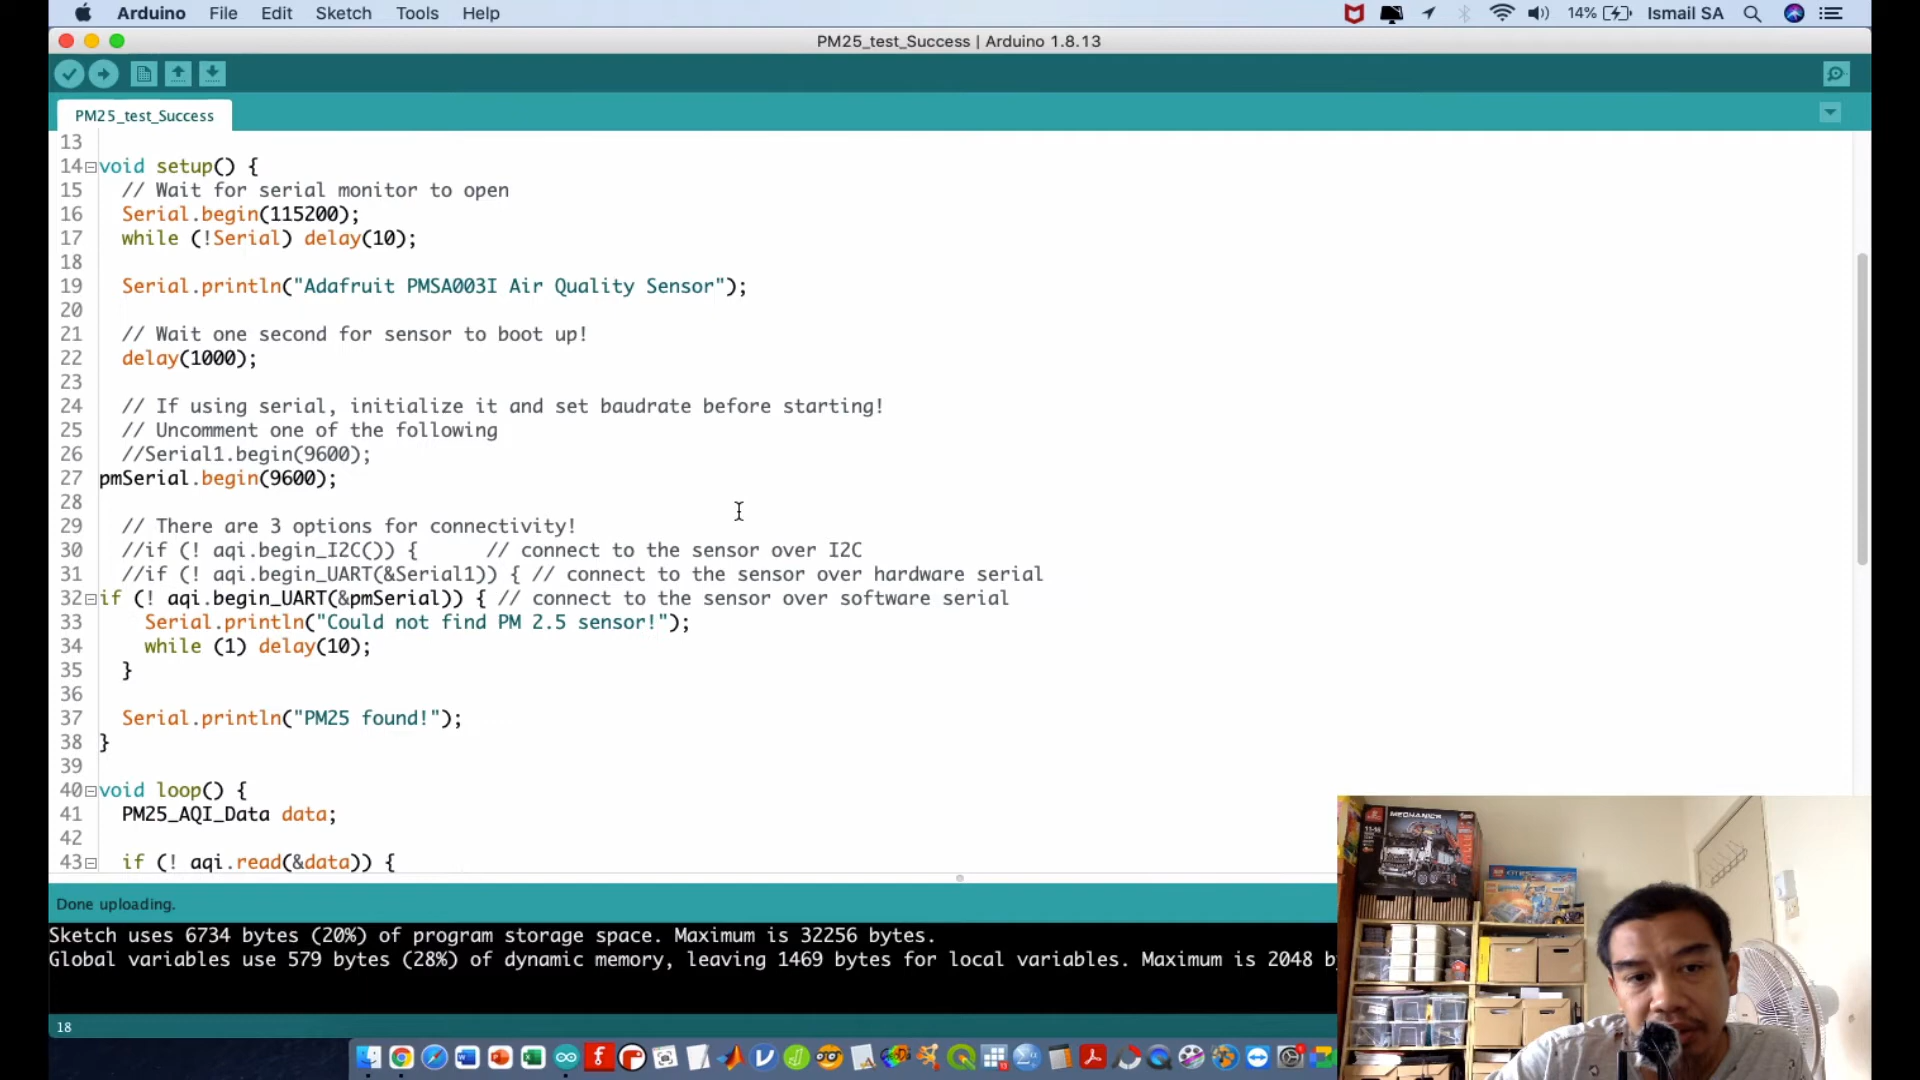 Arduino File Edit Sketch Tools Help 14% Ismail SA
PM25_test_Success | Arduino 1.8.13
PM25_test_Success
13
14 void setup() {
15 // Wait for serial monitor to open
16 Serial.begin(115200);
17 while (!Serial) delay(10);
18
19 Serial.println("Adafruit PMSA003I Air Quality Sensor");
20
21 // Wait one second for sensor to boot up!
22 delay(1000);
23
24 // If using serial, initialize it and set baudrate before starting!
25 // Uncomment one of the following
26 //Serial1.begin(9600);
27 pmSerial.begin(9600);
28
29 // There are 3 options for connectivity!
30 //if (! aqi.begin_I2C()) { // connect to the sensor over I2C
31 //if (! aqi.begin_UART(&Serial1)) { // connect to the sensor over hardware serial
32 if (! aqi.begin_UART(&pmSerial)) { // connect to the sensor over software serial
33 Serial.println("Could not find PM 2.5 sensor!");
34 while (1) delay(10);
35 }
36
37 Serial.println("PM25 found!");
38 }
39
40 void loop() {
41 PM25_AQI_Data data;
42
43 if (! aqi.read(&data)) {
Done uploading.
Sketch uses 6734 bytes (20%) of program storage space. Maximum is 32256 bytes.
Global variables use 579 bytes (28%) of dynamic memory, leaving 1469 bytes for local variables. Maximum is 2048 b
18
MECHANICS